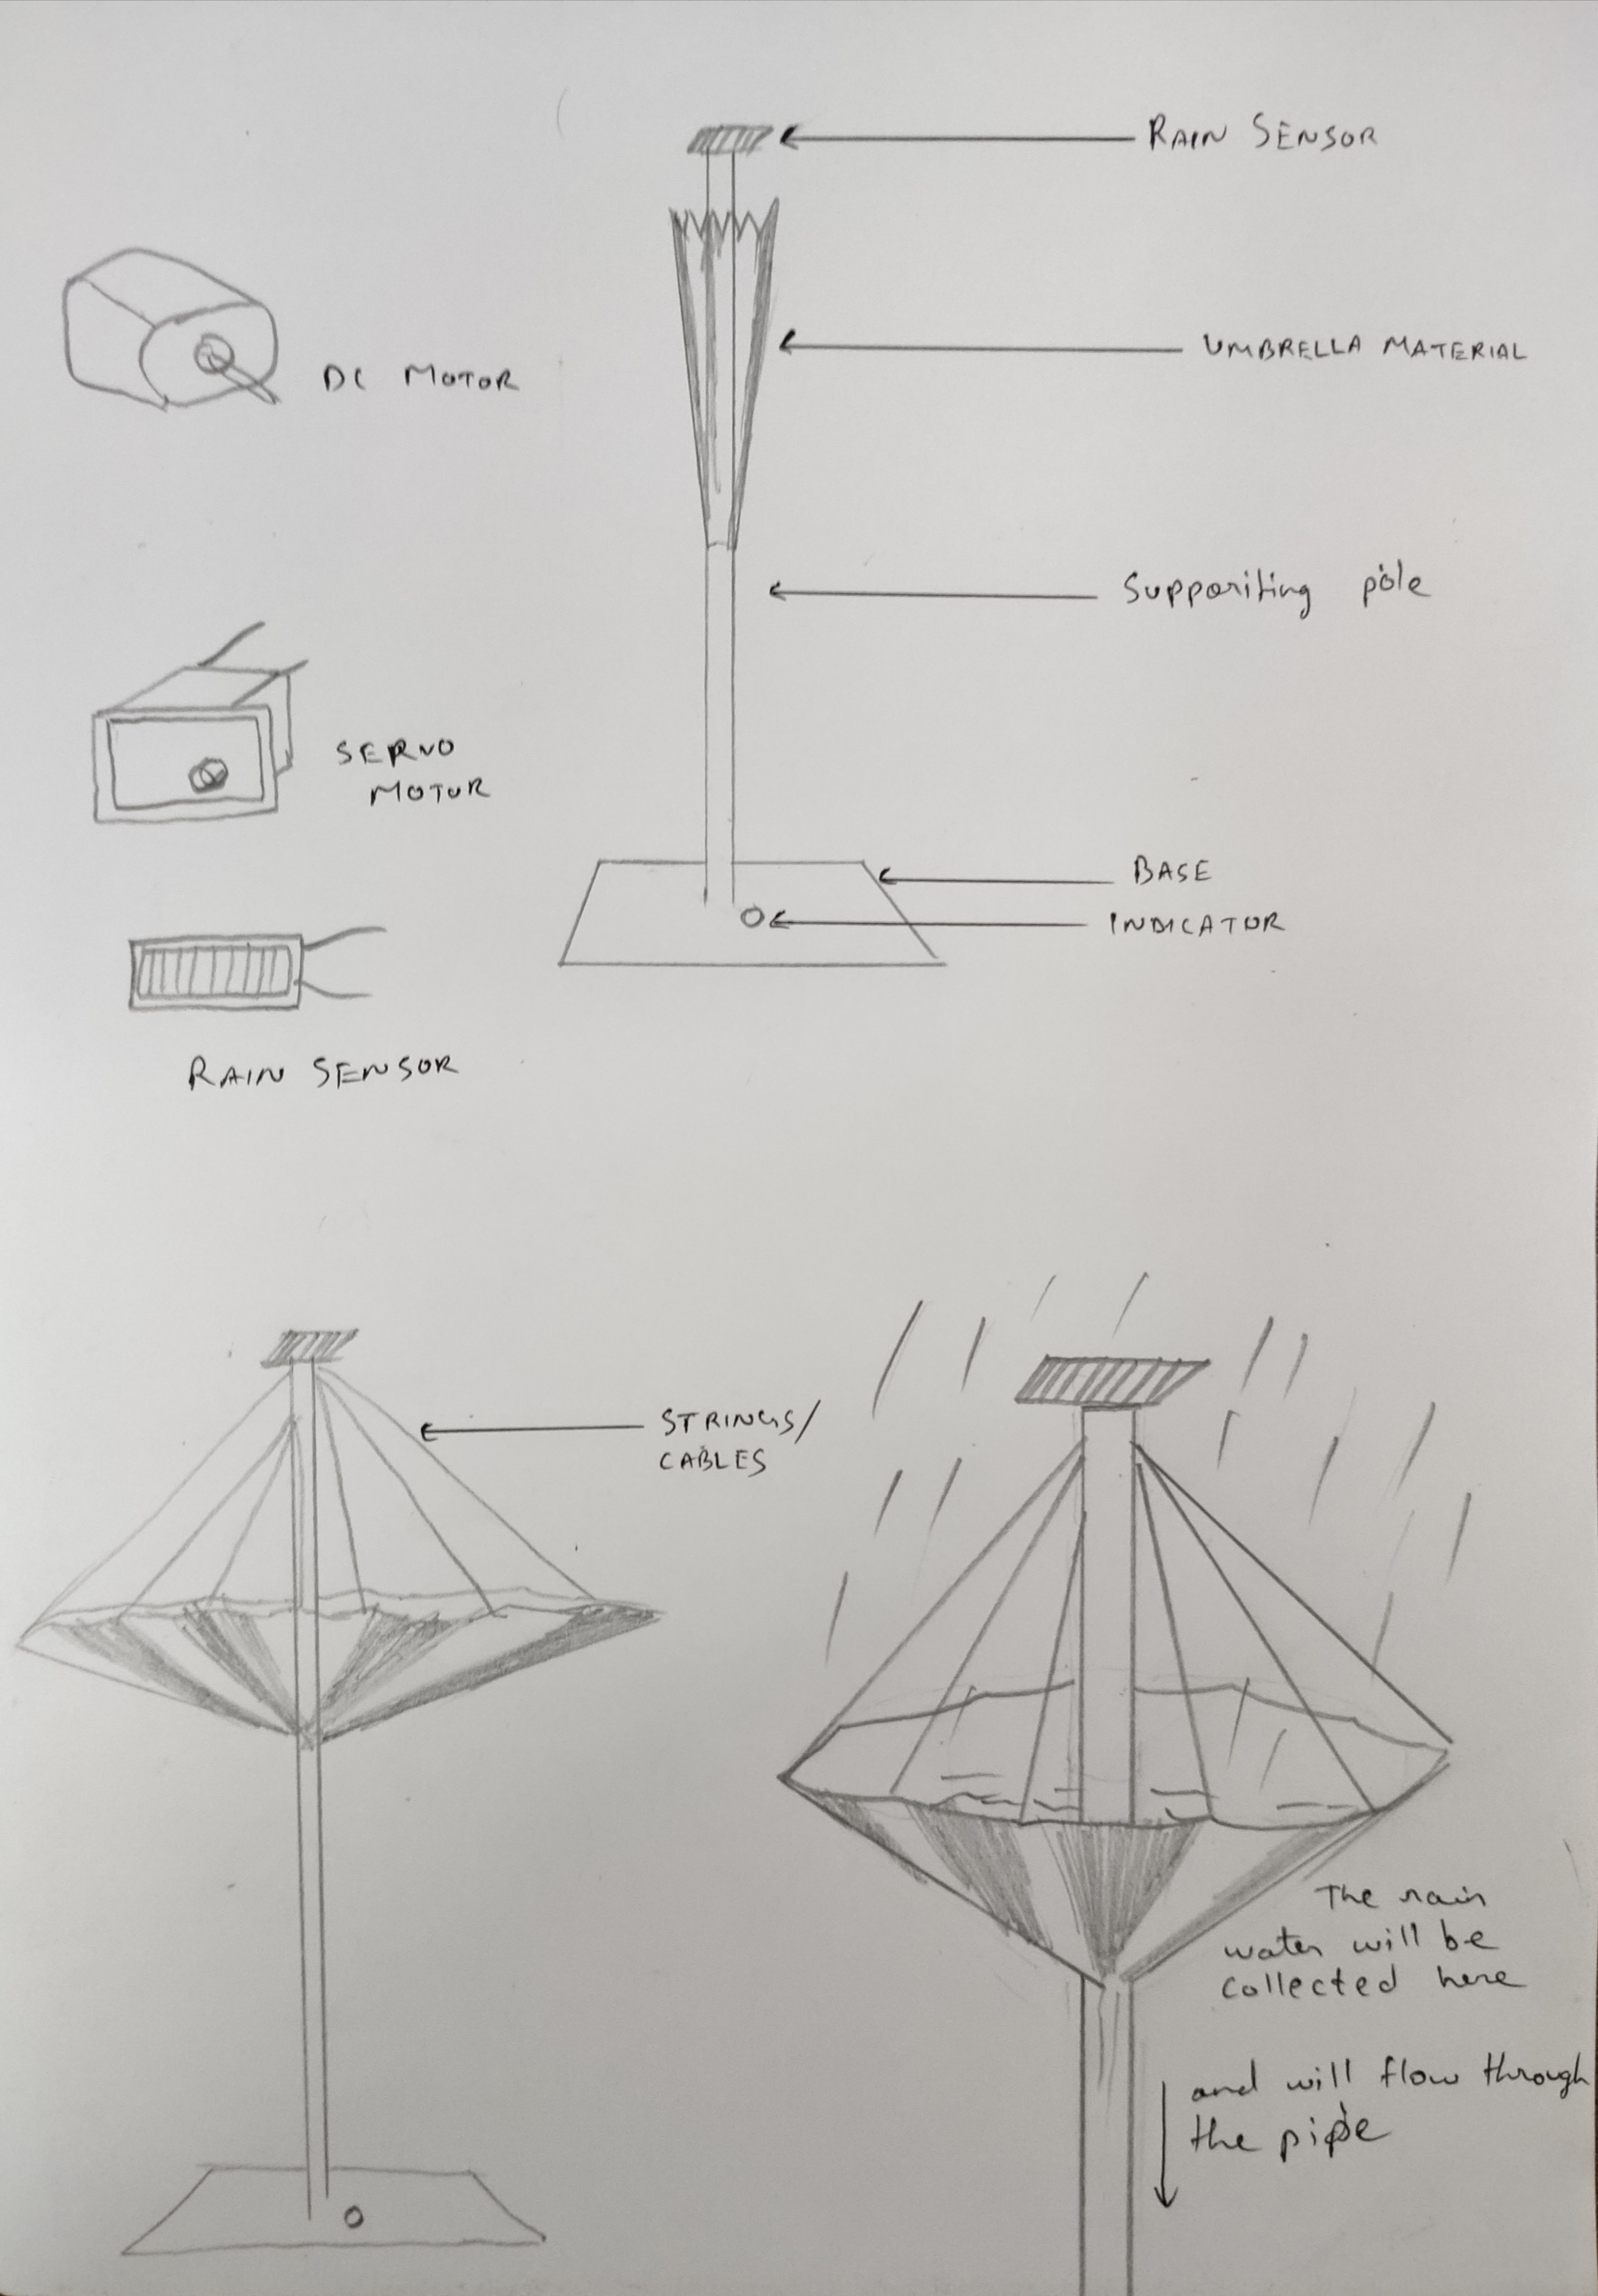 RAIN SENSOR
UMBRELLA MATERIAL
DC MOTOR
Supporiting pole
SERVO
MOTOR
BASE
INDICATOR
RAIN SENSOR
STRINGS/
CABLES
The rain
water will be
collected here
and will flow through
the pipe